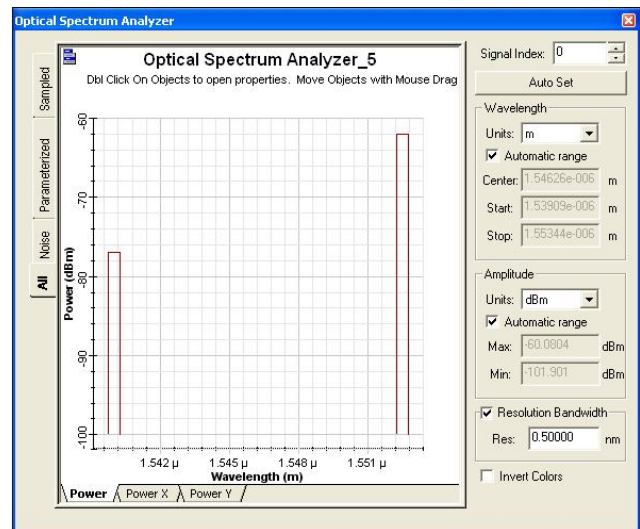 Optical Spectrum Analyzer
Optical Spectrum Analyzer_5
Dbl Click On Objects to open properties. Move Objects with Mouse Drag
Sampled
Parameterized
Noise
All
Power (dBm)
-60
-70
-80
-90
-100
1.542 µ 1.545 µ 1.548 µ 1.551 µ
Wavelength (m)
Power Power X Power Y
Signal Index: 0
Auto Set
Wavelength
Units: m
Automatic range
Center: 1.54626e-006 m
Start: 1.53909e-006 m
Stop: 1.55344e-006 m
Amplitude
Units: dBm
Automatic range
Max: -60.0804 dBm
Min: -101.901 dBm
Resolution Bandwidth
Res: 0.50000 nm
Invert Colors